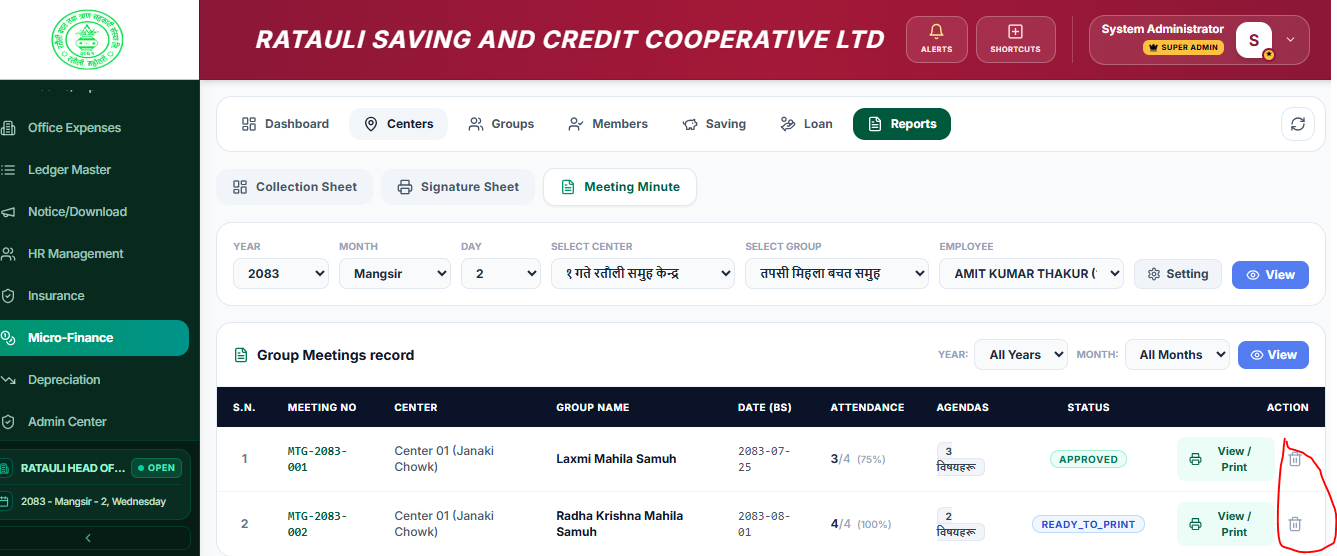 RATAULI SAVING AND CREDIT COOPERATIVE LTD
ALERTS
SHORTCUTS
System Administrator
SUPER ADMIN
S
Office Expenses
Ledger Master
Notice/Download
HR Management
Insurance
Micro-Finance
Depreciation
Admin Center
RATAULI HEAD OF...
OPEN
2083 - Mangsir - 2, Wednesday
Dashboard
Centers
Groups
Members
Saving
Loan
Reports
Collection Sheet
Signature Sheet
Meeting Minute
YEAR
MONTH
DAY
SELECT CENTER
SELECT GROUP
EMPLOYEE
2083
Mangsir
2
१ गते रतौली समुह केन्द्र
तपसी मिहला बचत समुह
AMIT KUMAR THAKUR (
Setting
View
Group Meetings record
YEAR:
All Years
MONTH:
All Months
View
S.N.
MEETING NO
CENTER
GROUP NAME
DATE (BS)
ATTENDANCE
AGENDAS
STATUS
ACTION
1
MTG-2083-
001
Center 01 (Janaki
Chowk)
Laxmi Mahila Samuh
2083-07-
25
3/4 (75%)
3
विषयहरू
APPROVED
View /
Print
2
MTG-2083-
002
Center 01 (Janaki
Chowk)
Radha Krishna Mahila
Samuh
2083-08-
01
4/4 (100%)
2
विषयहरू
READY_TO_PRINT
View /
Print